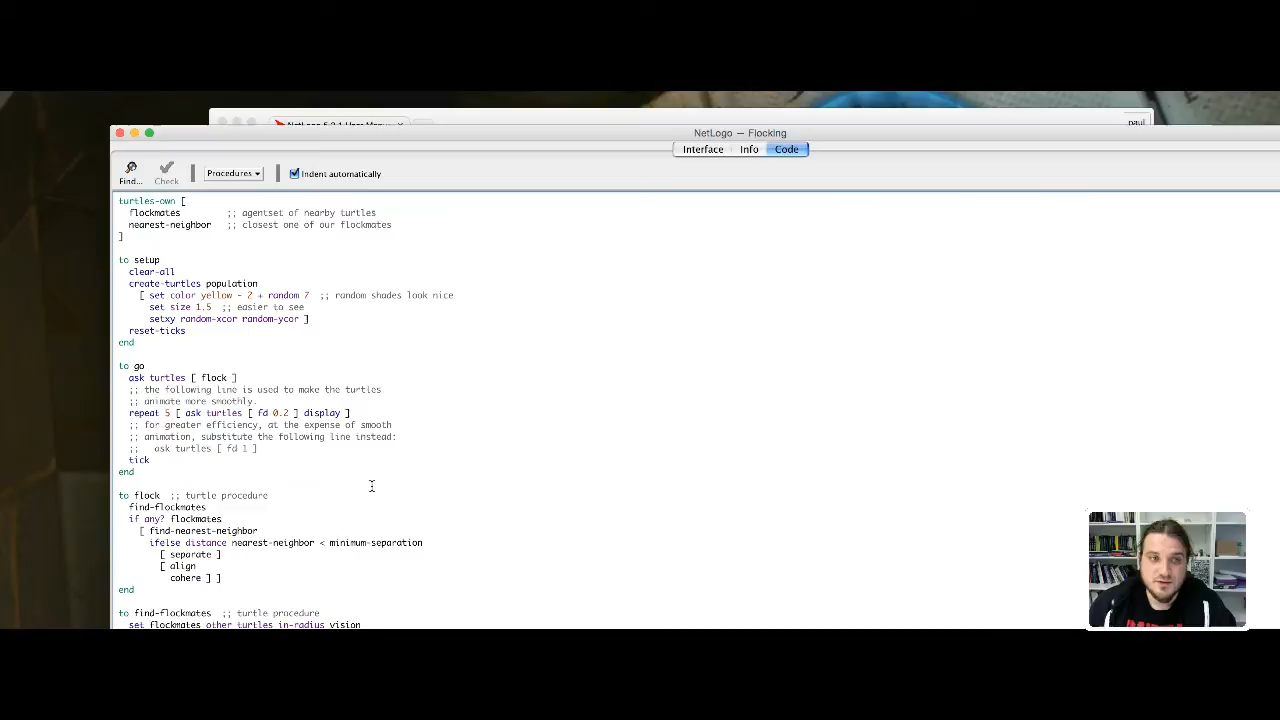 NetLogo 5.2.1 User Manu
paul
NetLogo — Flocking
Interface Info Code
Find... Check Procedures Indent automatically
turtles-own [
flockmates ;; agentset of nearby turtles
nearest-neighbor ;; closest one of our flockmates
]
to setup
clear-all
create-turtles population
[ set color yellow - 2 + random 7 ;; random shades look nice
set size 1.5 ;; easier to see
setxy random-xcor random-ycor ]
reset-ticks
end
to go
ask turtles [ flock ]
;; the following line is used to make the turtles
;; animate more smoothly.
repeat 5 [ ask turtles [ fd 0.2 ] display ]
;; for greater efficiency, at the expense of smooth
;; animation, substitute the following line instead:
;; ask turtles [ fd 1 ]
tick
end
to flock ;; turtle procedure
find-flockmates
if any? flockmates
[ find-nearest-neighbor
ifelse distance nearest-neighbor < minimum-separation
[ separate ]
[ align
cohere ] ]
end
to find-flockmates ;; turtle procedure
set flockmates other turtles in-radius vision